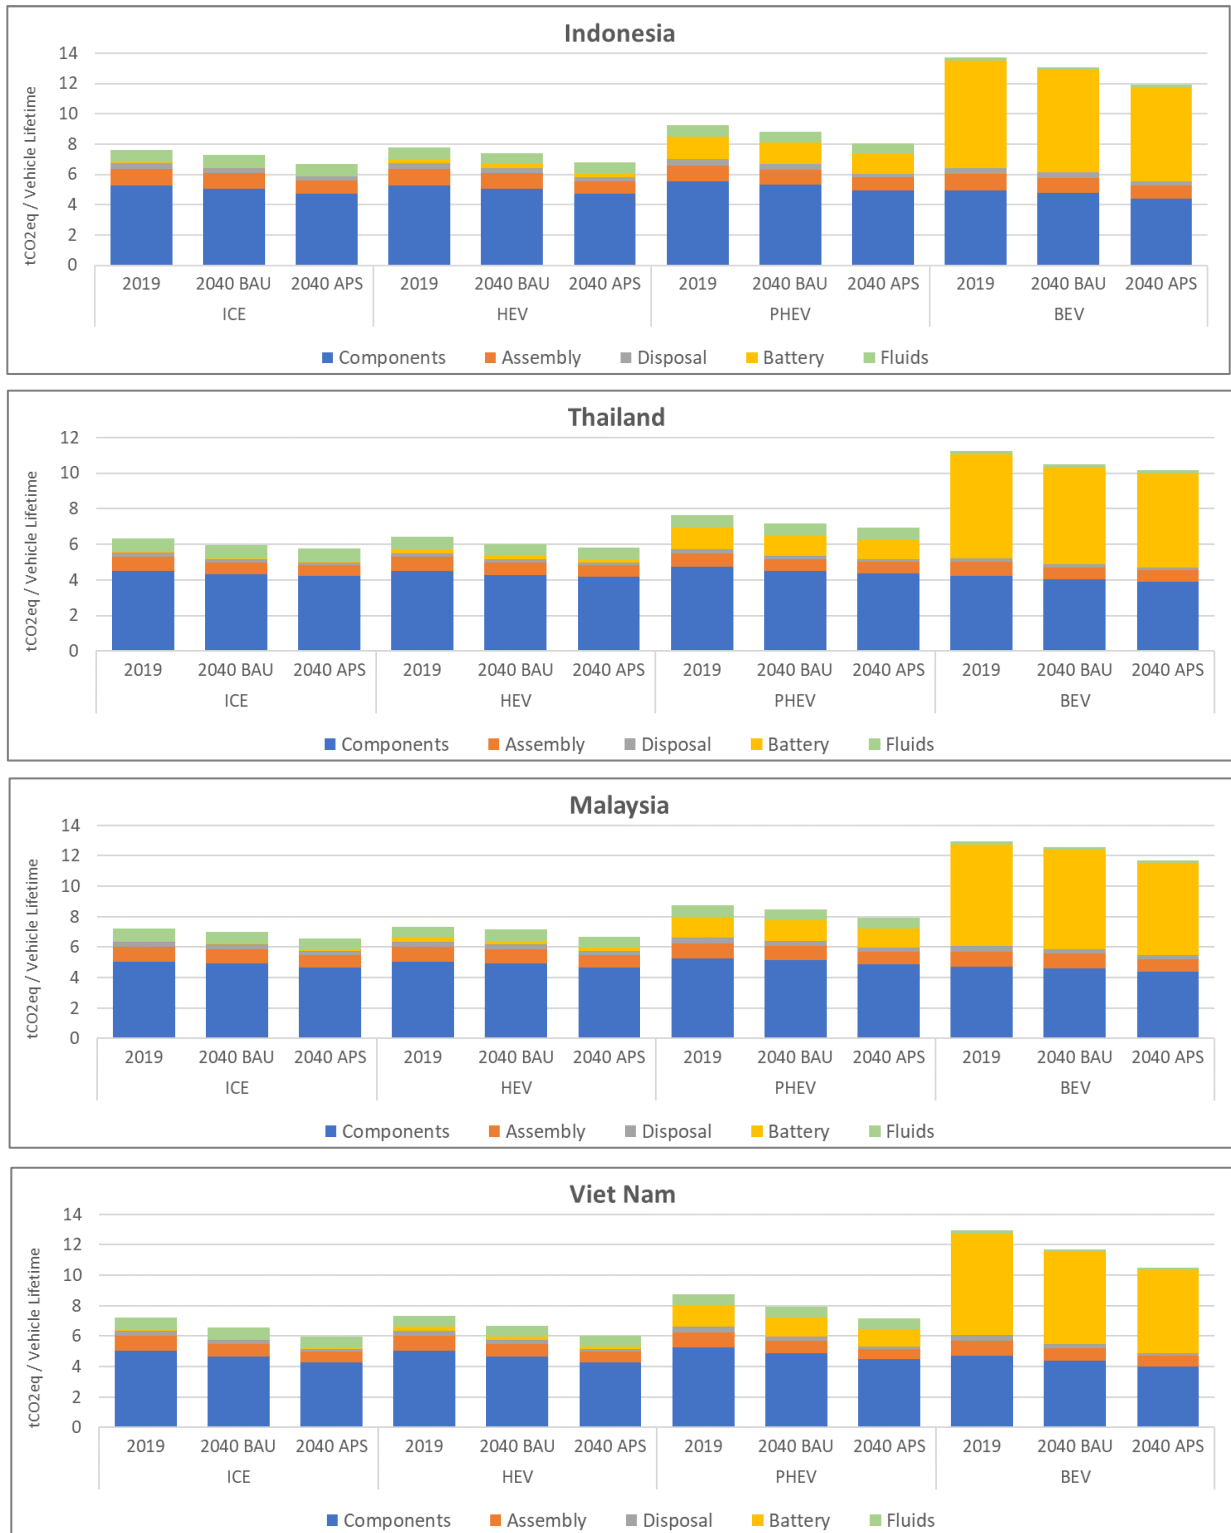 Indonesia
tCO2eq / Vehicle Lifetime
14
12
10
8
6
4
2
0
2019 2040 BAU 2040 APS 2019 2040 BAU 2040 APS 2019 2040 BAU 2040 APS 2019 2040 BAU 2040 APS
ICE HEV PHEV BEV
Components Assembly Disposal Battery Fluids
Thailand
tCO2eq / Vehicle Lifetime
12
10
8
6
4
2
0
2019 2040 BAU 2040 APS 2019 2040 BAU 2040 APS 2019 2040 BAU 2040 APS 2019 2040 BAU 2040 APS
ICE HEV PHEV BEV
Components Assembly Disposal Battery Fluids
Malaysia
tCO2eq / Vehicle Lifetime
14
12
10
8
6
4
2
0
2019 2040 BAU 2040 APS 2019 2040 BAU 2040 APS 2019 2040 BAU 2040 APS 2019 2040 BAU 2040 APS
ICE HEV PHEV BEV
Components Assembly Disposal Battery Fluids
Viet Nam
tCO2eq / Vehicle Lifetime
14
12
10
8
6
4
2
0
2019 2040 BAU 2040 APS 2019 2040 BAU 2040 APS 2019 2040 BAU 2040 APS 2019 2040 BAU 2040 APS
ICE HEV PHEV BEV
Components Assembly Disposal Battery Fluids